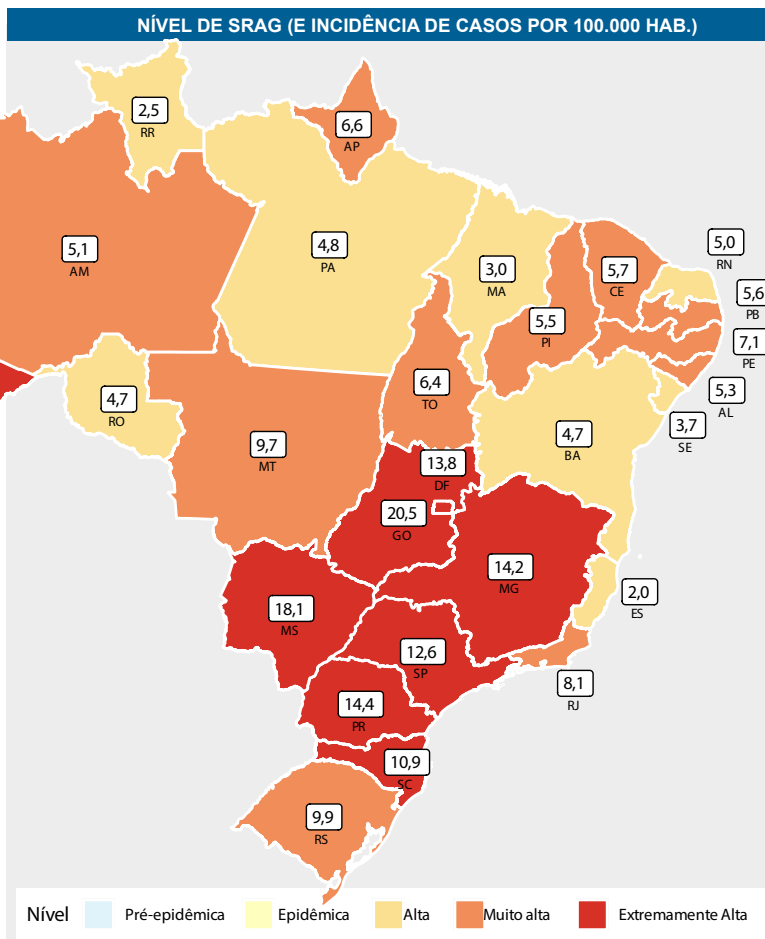 NÍVEL DE SRAG (E INCIDÊNCIA DE CASOS POR 100.000 HAB.)
2,5
RR
6,6
AP
5,1
AM
4,8
PA
3,0
MA
5,5
PI
5,7
CE
5,0
RN
5,6
PB
7,1
PE
5,3
AL
3,7
SE
4,7
RO
9,7
MT
6,4
TO
4,7
BA
13,8
DF
20,5
GO
14,2
MG
2,0
ES
18,1
MS
12,6
SP
8,1
RJ
14,4
PR
10,9
SC
9,9
RS
Nível Pré-epidêmica Epidêmica Alta Muito alta Extremamente Alta